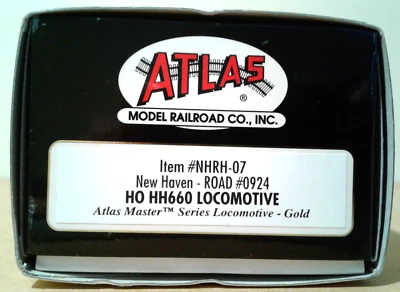 ATLAS
®
MODEL RAILROAD CO., INC.
Item #NHRH-07
New Haven - ROAD #0924
HO HH660 LOCOMOTIVE
Atlas Master™ Series Locomotive - Gold